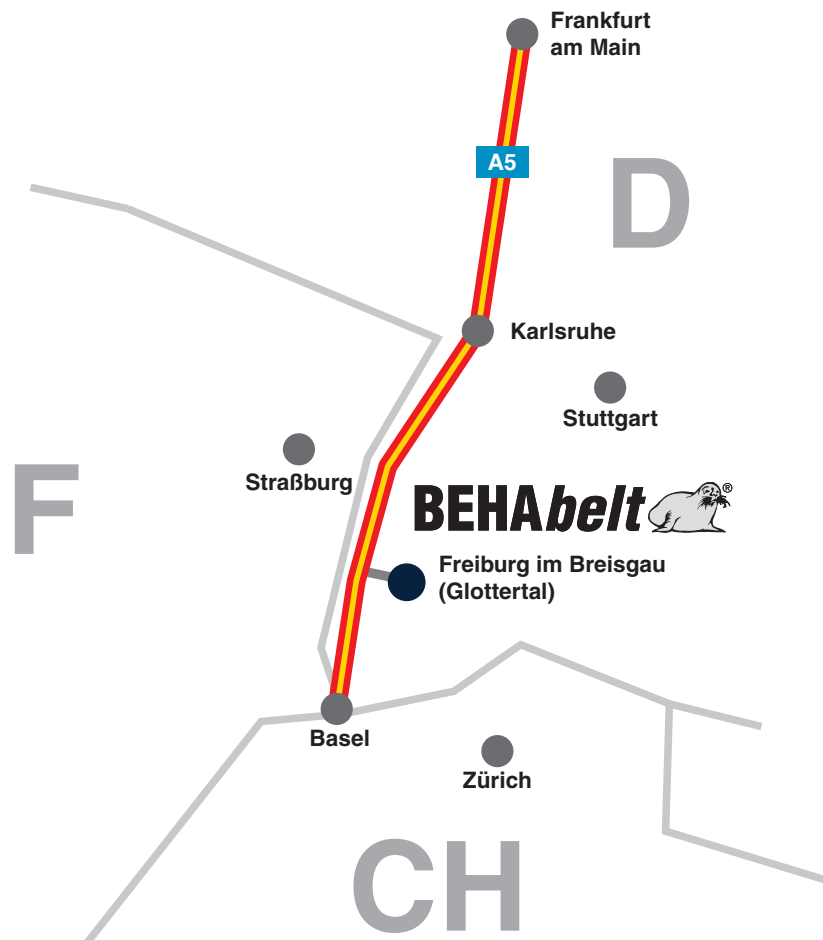 Frankfurt
am Main
A5
D
Karlsruhe
Stuttgart
Straßburg
F
BEHAbelt®
Freiburg im Breisgau
(Glottertal)
Basel
Zürich
CH